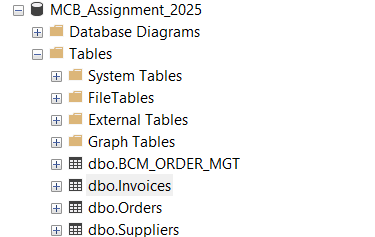 MCB_Assignment_2025
Database Diagrams
Tables
System Tables
FileTables
External Tables
Graph Tables
dbo.BCM_ORDER_MGT
dbo.Invoices
dbo.Orders
dbo.Suppliers